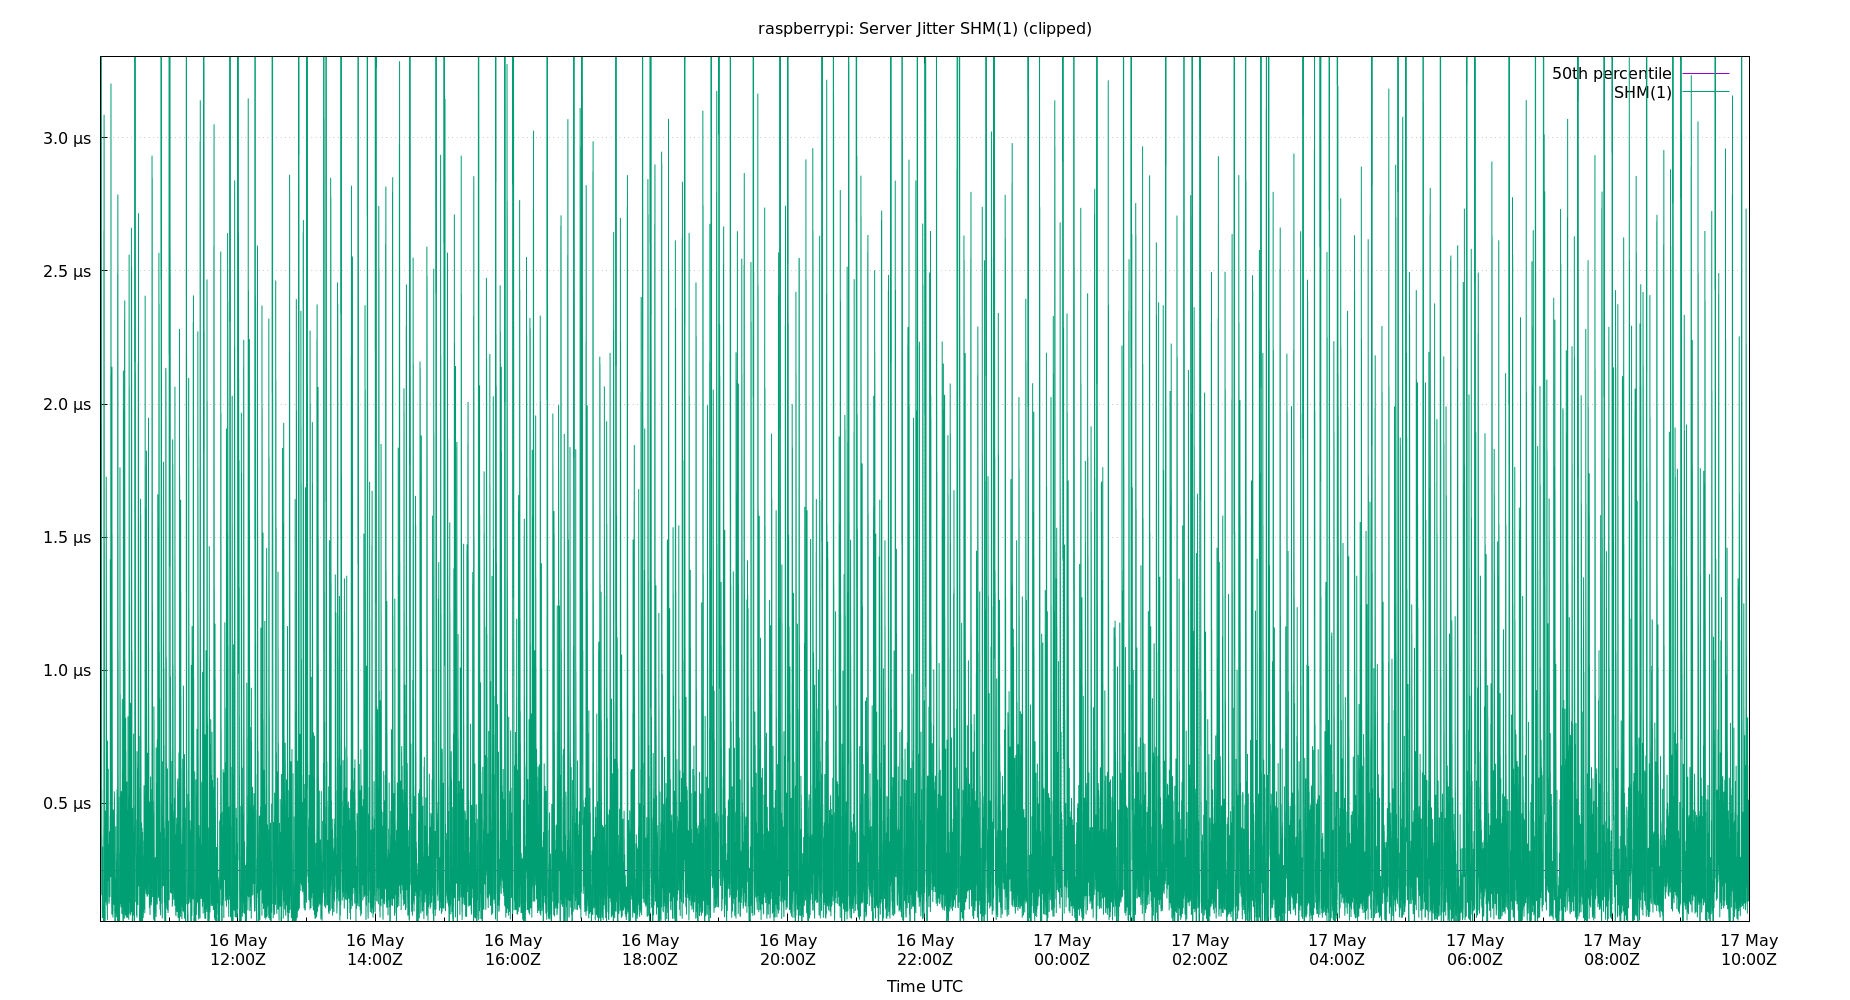 raspberrypi: Server Jitter SHM(1) (clipped)
50th percentile
SHM(1)
3.0 µs
2.5 µs
2.0 µs
1.5 µs
1.0 µs
0.5 µs
16 May 16 May 16 May 16 May 16 May 16 May 17 May 17 May 17 May 17 May 17 May 17 May
12:00Z 14:00Z 16:00Z 18:00Z 20:00Z 22:00Z 00:00Z 02:00Z 04:00Z 06:00Z 08:00Z 10:00Z
Time UTC